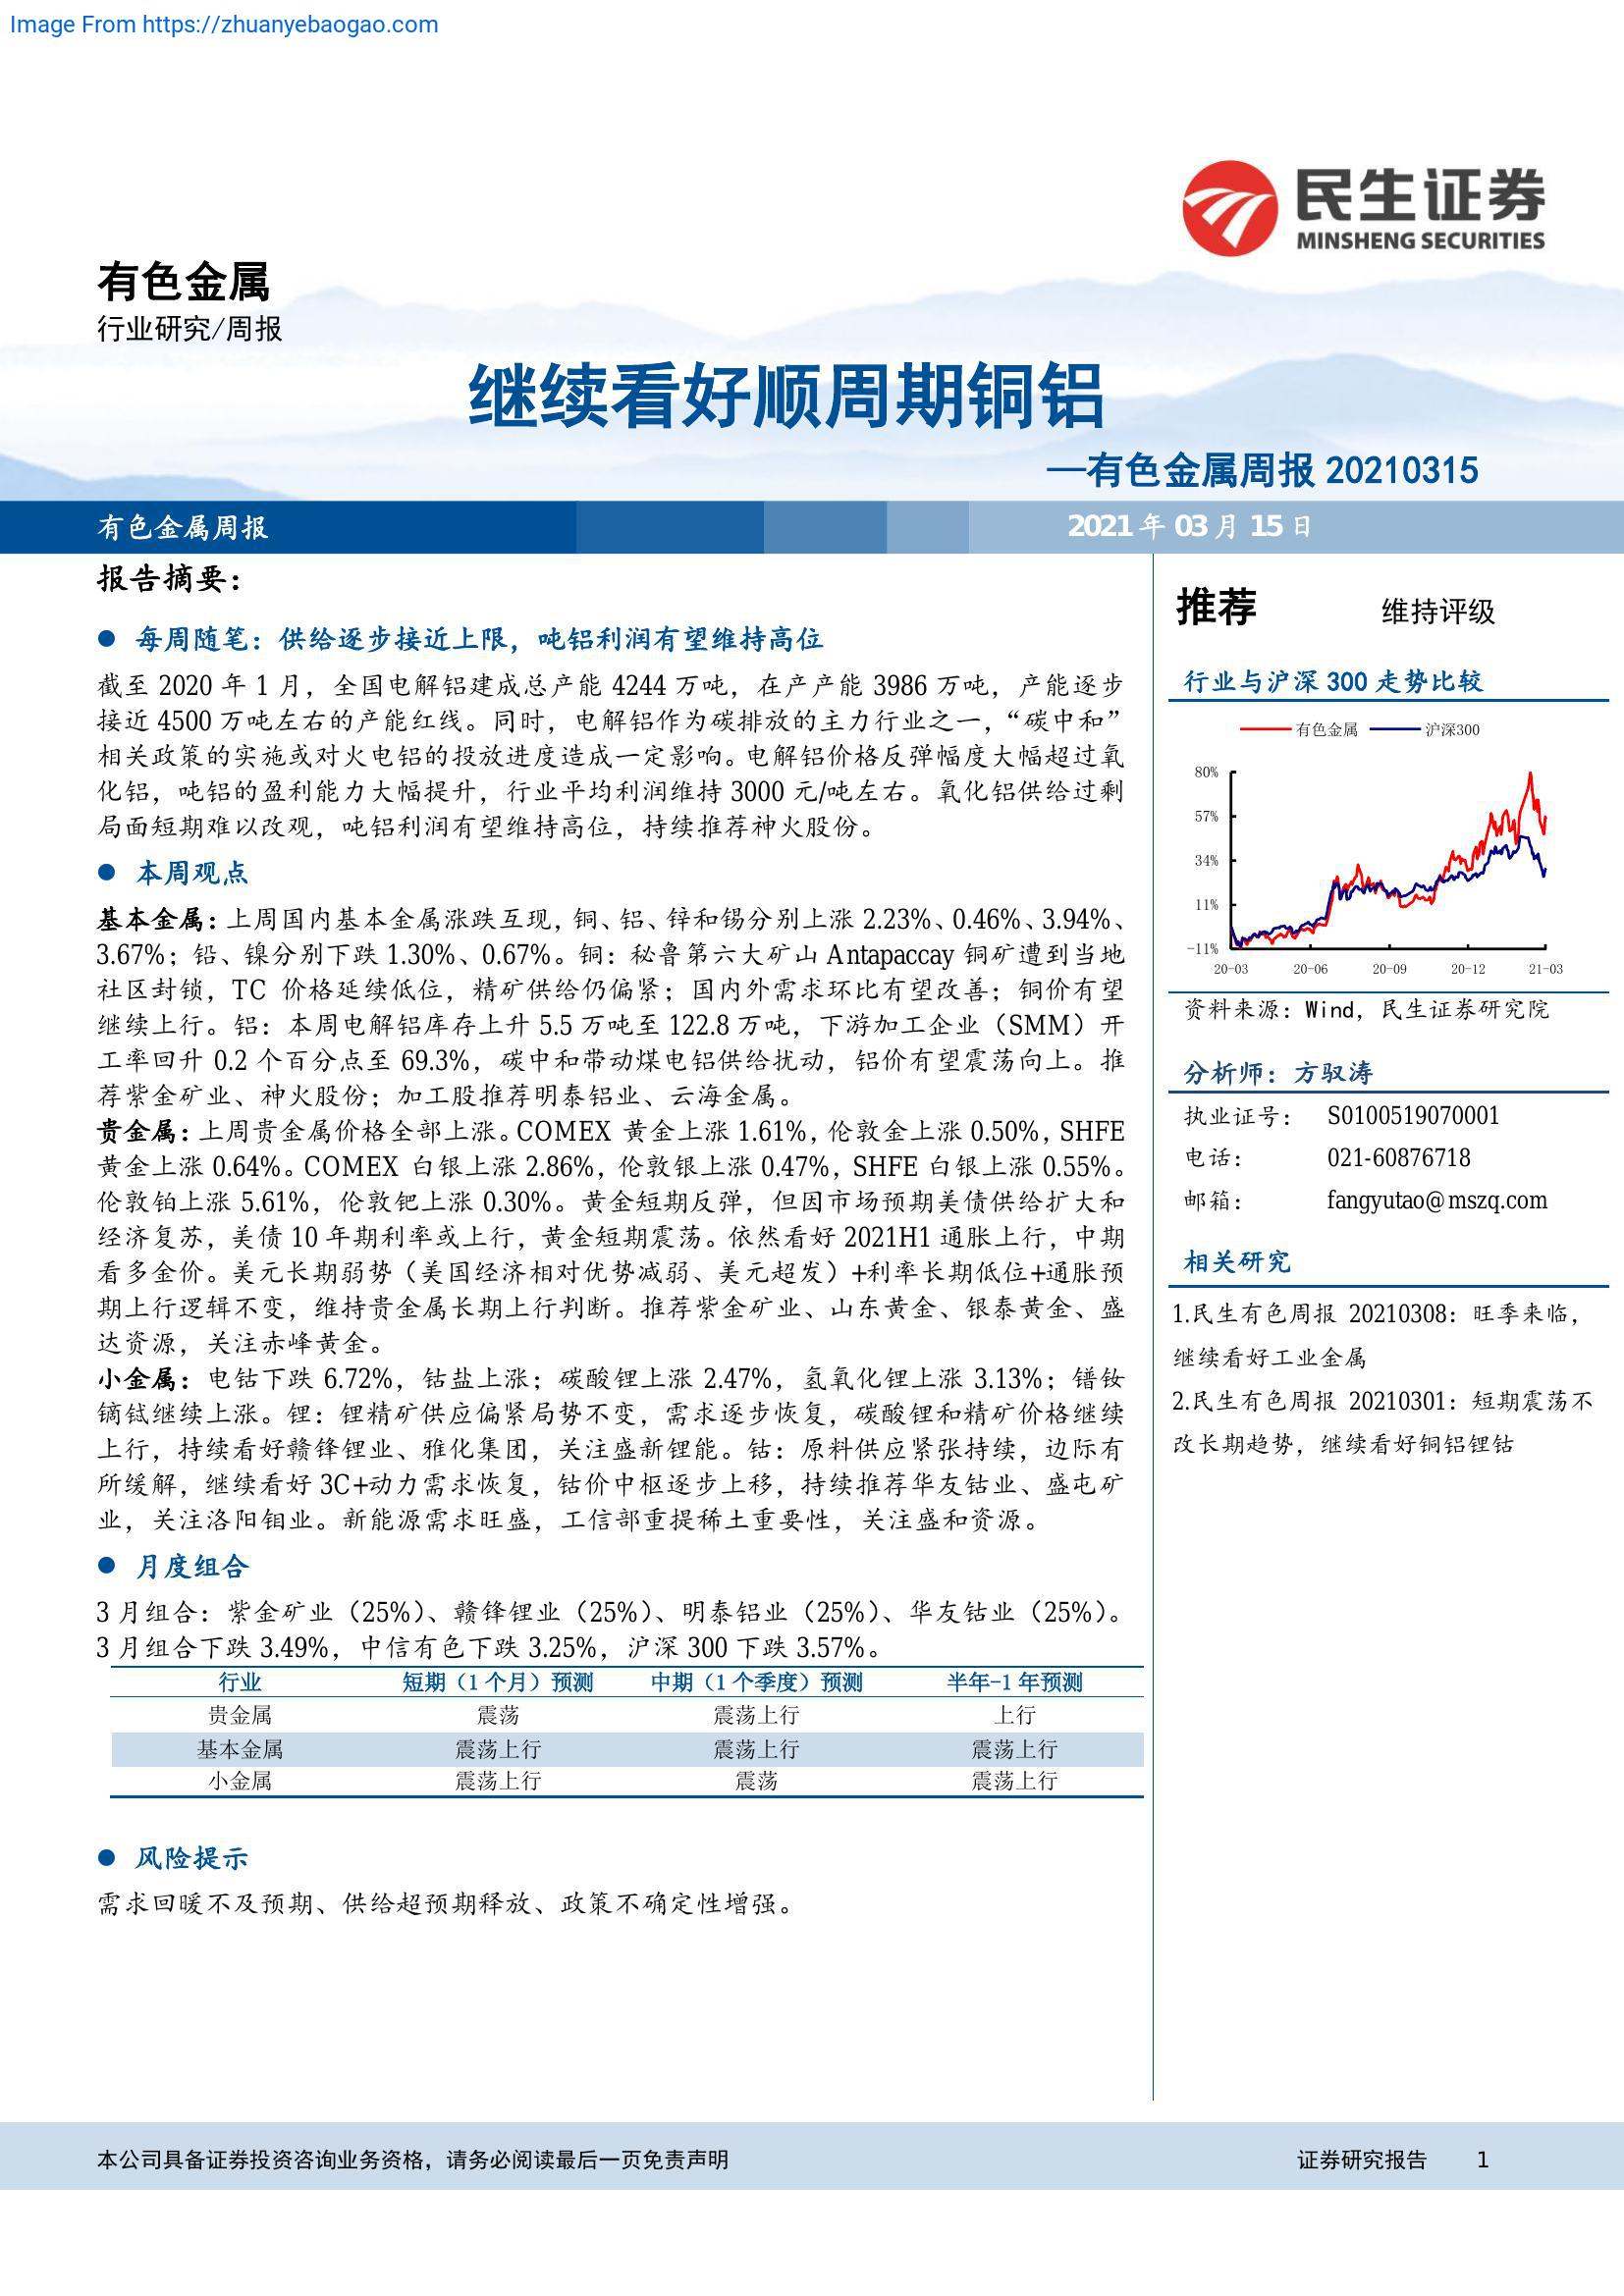 Image From https://zhuanyebaogao.com
民生证券
MINSHENG SECURITIES
有色金属
行业研究/周报
继续看好顺周期铜铝
—有色金属周报 20210315
有色金属周报
2021 年 03 月 15 日
报告摘要：
● 每周随笔：供给逐步接近上限，吨铝利润有望维持高位
截至 2020 年 1 月，全国电解铝建成总产能 4244 万吨，在产产能 3986 万吨，产能逐步
接近 4500 万吨左右的产能红线。同时，电解铝作为碳排放的主力行业之一，“碳中和”
相关政策的实施或对火电铝的投放进度造成一定影响。电解铝价格反弹幅度大幅超过氧
化铝，吨铝的盈利能力大幅提升，行业平均利润维持 3000 元/吨左右。氧化铝供给过剩
局面短期难以改观，吨铝利润有望维持高位，持续推荐神火股份。
● 本周观点
基本金属：上周国内基本金属涨跌互现，铜、铝、锌和锡分别上涨 2.23%、0.46%、3.94%、
3.67%；铅、镍分别下跌 1.30%、0.67%。铜：秘鲁第六大矿山 Antapaccay 铜矿遭到当地
社区封锁，TC 价格延续低位，精矿供给仍偏紧；国内外需求环比有望改善；铜价有望
继续上行。铝：本周电解铝库存上升 5.5 万吨至 122.8 万吨，下游加工企业（SMM）开
工率回升 0.2 个百分点至 69.3%，碳中和带动煤电铝供给扰动，铝价有望震荡向上。推
荐紫金矿业、神火股份；加工股推荐明泰铝业、云海金属。
贵金属：上周贵金属价格全部上涨。COMEX 黄金上涨 1.61%，伦敦金上涨 0.50%，SHFE
黄金上涨 0.64%。COMEX 白银上涨 2.86%，伦敦银上涨 0.47%，SHFE 白银上涨 0.55%。
伦敦铂上涨 5.61%，伦敦钯上涨 0.30%。黄金短期反弹，但因市场预期美债供给扩大和
经济复苏，美债 10 年期利率或上行，黄金短期震荡。依然看好 2021H1 通胀上行，中期
看多金价。美元长期弱势（美国经济相对优势减弱、美元超发）+利率长期低位+通胀预
期上行逻辑不变，维持贵金属长期上行判断。推荐紫金矿业、山东黄金、银泰黄金、盛
达资源，关注赤峰黄金。
小金属：电钴下跌 6.72%，钴盐上涨；碳酸锂上涨 2.47%，氢氧化锂上涨 3.13%；镨钕
镝铽继续上涨。锂：锂精矿供应偏紧局势不变，需求逐步恢复，碳酸锂和精矿价格继续
上行，持续看好赣锋锂业、雅化集团，关注盛新锂能。钴：原料供应紧张持续，边际有
所缓解，继续看好 3C+动力需求恢复，钴价中枢逐步上移，持续推荐华友钴业、盛屯矿
业，关注洛阳钼业。新能源需求旺盛，工信部重提稀土重要性，关注盛和资源。
● 月度组合
3 月组合：紫金矿业（25%）、赣锋锂业（25%）、明泰铝业（25%）、华友钴业（25%）。
3 月组合下跌 3.49%，中信有色下跌 3.25%，沪深 300 下跌 3.57%。
行业 短期（1 个月）预测 中期（1 个季度）预测 半年-1 年预测
贵金属 震荡 震荡上行 上行
基本金属 震荡上行 震荡上行 震荡上行
小金属 震荡上行 震荡 震荡上行
● 风险提示
需求回暖不及预期、供给超预期释放、政策不确定性增强。
推荐 维持评级
行业与沪深 300 走势比较
有色金属 沪深300
80%
57%
34%
11%
-11%
20-03 20-06 20-09 20-12 21-03
资料来源：Wind，民生证券研究院
分析师：方驭涛
执业证号： S0100519070001
电话： 021-60876718
邮箱： fangyutao@mszq.com
相关研究
1.民生有色周报 20210308：旺季来临，
继续看好工业金属
2.民生有色周报 20210301：短期震荡不
改长期趋势，继续看好铜铝锂钴
本公司具备证券投资咨询业务资格，请务必阅读最后一页免责声明
证券研究报告 1